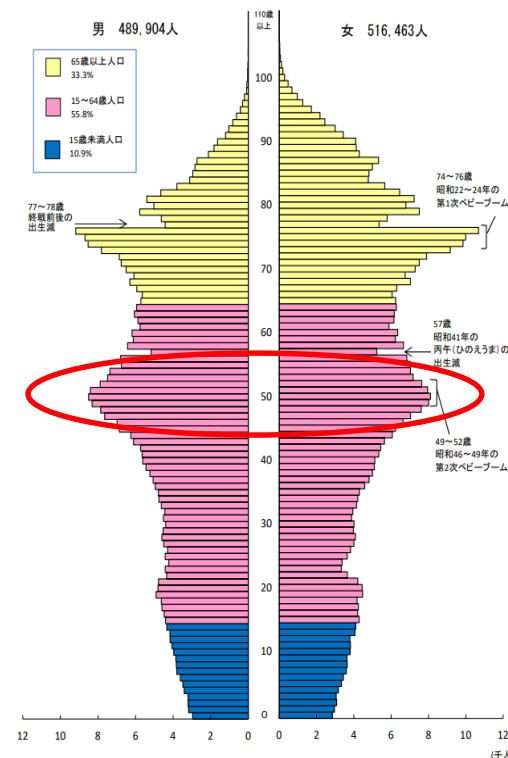 男 489,904人
110歳
以上
女 516,463人
65歳以上人口
33.3%
15～64歳人口
55.8%
15歳未満人口
10.9%
100
90
80
70
60
50
40
30
20
10
0
77～78歳
終戦前後の
出生減
74～76歳
昭和22～24年の
第1次ベビーブーム
57歳
昭和41年の
丙午(ひのえうま)の
出生減
49～52歳
昭和46～49年の
第2次ベビーブーム
12 10 8 6 4 2 0
0 2 4 6 8 10 12
(千人